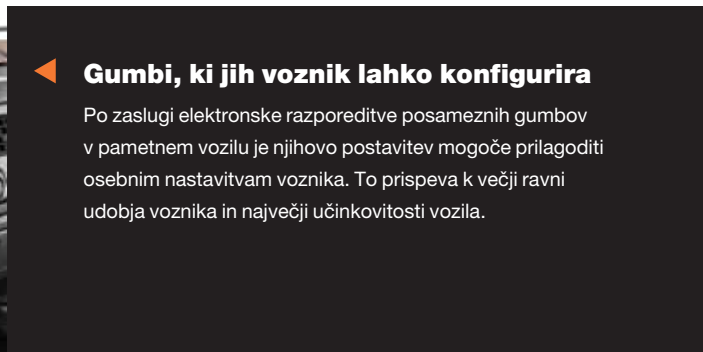 Gumbi, ki jih voznik lahko konfigurira
Po zaslugi elektronske razporeditve posameznih gumbov
v pametnem vozilu je njihovo postavitev mogoče prilagoditi
osebnim nastavitvam voznika. To prispeva k večji ravni
udobja voznika in največji učinkovitosti vozila.